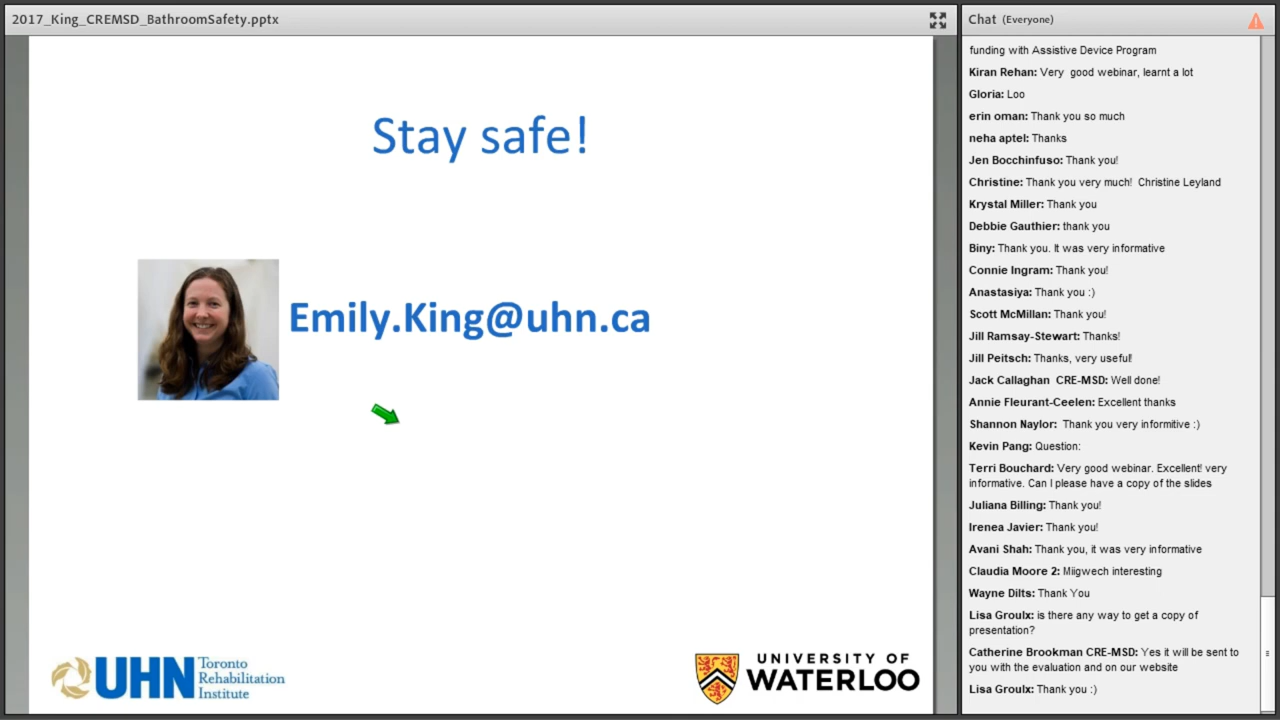 2017_King_CREMSD_BathroomSafety.pptx
Stay safe!
Emily.King@uhn.ca
UHN
Toronto
Rehabilitation
Institute
UNIVERSITY OF
WATERLOO
Chat (Everyone)
funding with Assistive Device Program
Kiran Rehan: Very  good webinar, learnt a lot
Gloria: Loo
erin oman: Thank you so much
neha aptel: Thanks
Jen Bocchinfuso: Thank you!
Christine: Thank you very much!  Christine Leyland
Krystal Miller: Thank you
Debbie Gauthier: thank you
Biny: Thank you. It was very informative
Connie Ingram: Thank you!
Anastasiya: Thank you :)
Scott McMillan: Thank you!
Jill Ramsay-Stewart: Thanks!
Jill Peitsch: Thanks, very useful!
Jack Callaghan  CRE-MSD: Well done!
Annie Fleurant-Ceelen: Excellent thanks
Shannon Naylor:  Thank you very informitive :)
Kevin Pang: Question:
Terri Bouchard: Very good webinar. Excellent! very
informative. Can I please have a copy of the slides
Juliana Billing: Thank you!
Irenea Javier: Thank you!
Avani Shah: Thank you, it was very informative
Claudia Moore 2: Miigwech interesting
Wayne Dilts: Thank You
Lisa Groulx: is there any way to get a copy of
presentation?
Catherine Brookman CRE-MSD: Yes it will be sent to
you with the evaluation and on our website
Lisa Groulx: Thank you :)